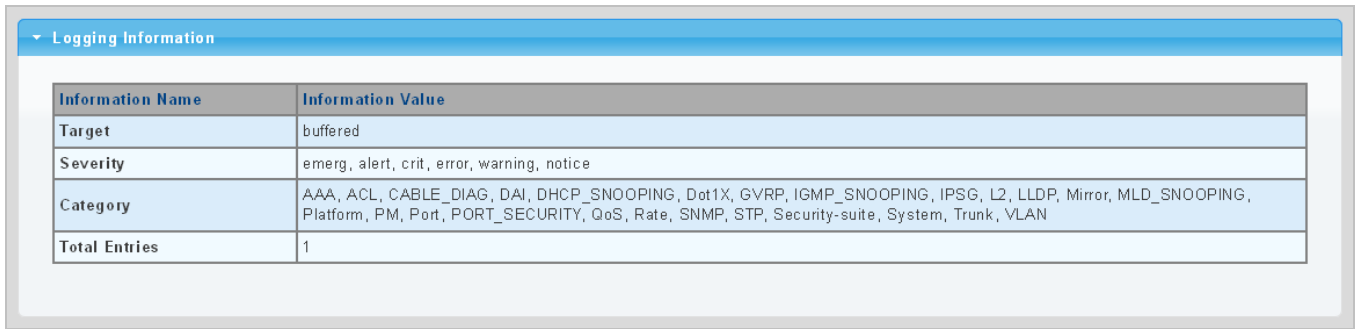 Logging Information
Information Name Information Value
Target buffered
Severity emerg, alert, crit, error, warning, notice
Category AAA, ACL, CABLE_DIAG, DAI, DHCP_SNOOPING, Dot1X, GVRP, IGMP_SNOOPING, IPSG, L2, LLDP, Mirror, MLD_SNOOPING,
Platform, PM, Port, PORT_SECURITY, QoS, Rate, SNMP, STP, Security-suite, System, Trunk, VLAN
Total Entries 1